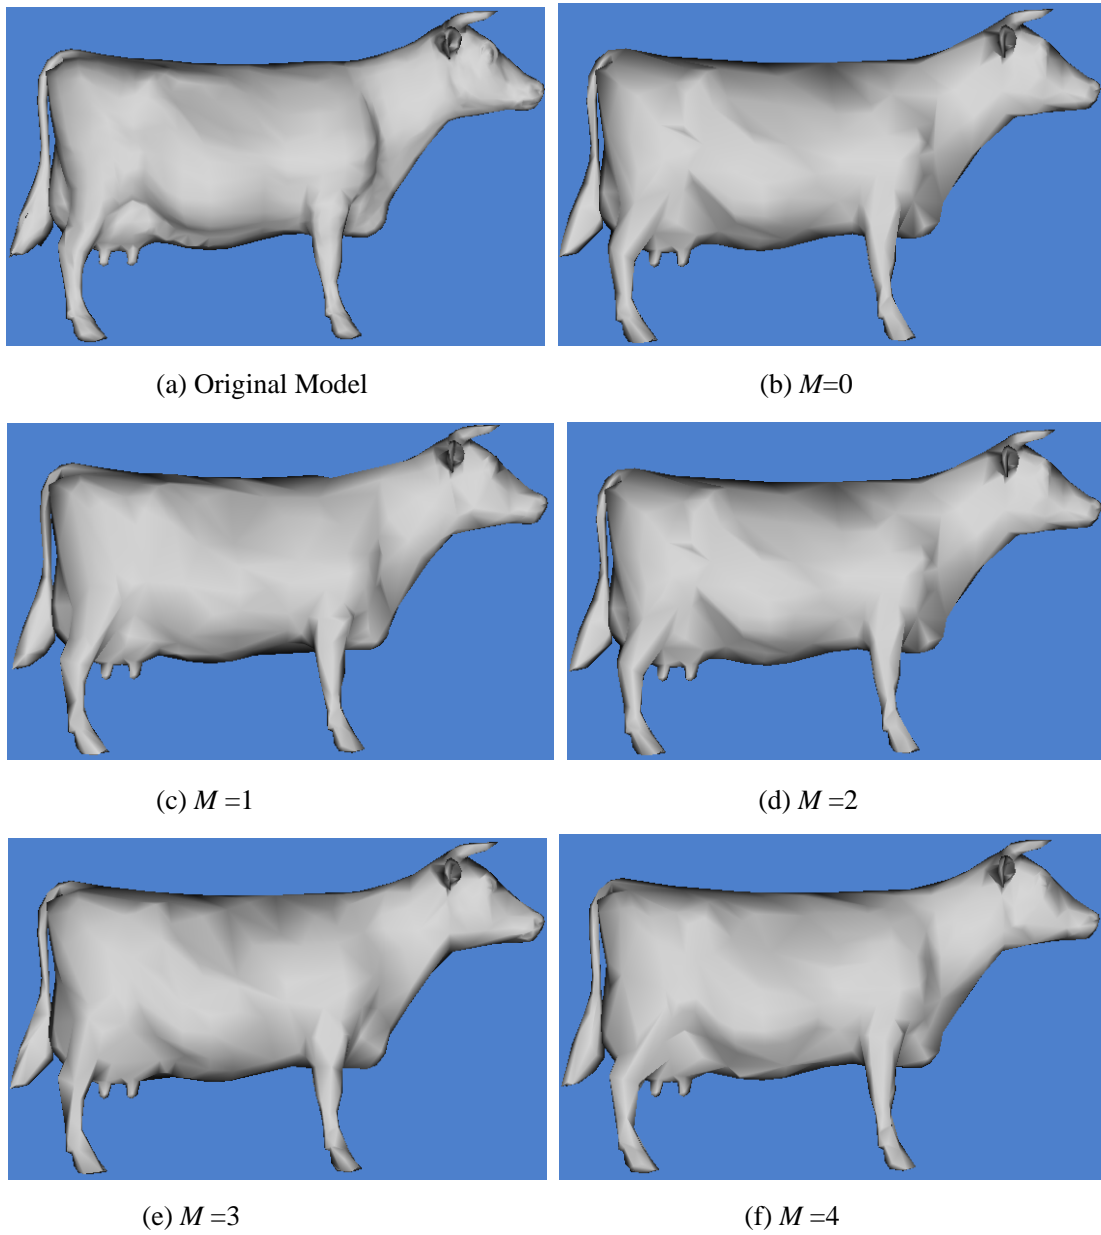 (a) Original Model
(b) M=0
(c) M =1
(d) M =2
(e) M =3
(f) M =4